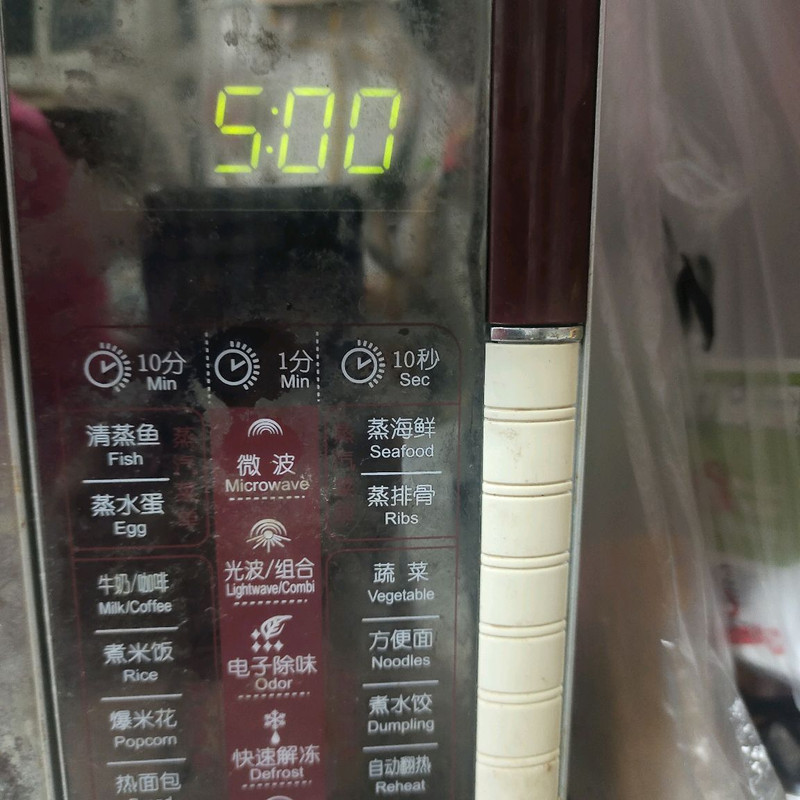 5:00
10分
Min
1分
Min
10秒
Sec
清蒸鱼
Fish
蒸水蛋
Egg
微波
Microwave
蒸海鲜
Seafood
蒸排骨
Ribs
牛奶/咖啡
Milk/Coffee
煮米饭
Rice
爆米花
Popcorn
热面包
光波/组合
Lightwave/Combi
电子除味
Odor
快速解冻
Defrost
蔬菜
Vegetable
方便面
Noodles
煮水饺
Dumpling
自动翻热
Reheat